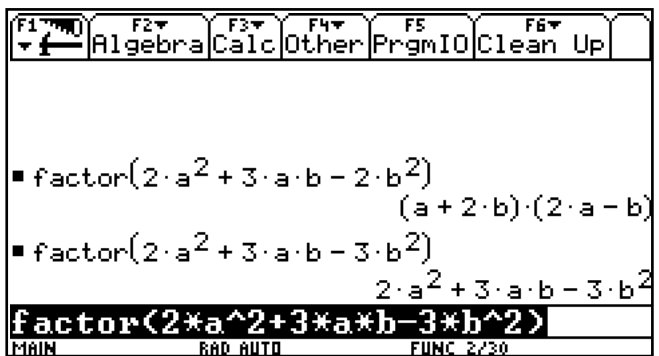 F1 F2 F3 F4 F5 F6
Algebra Calc Other PrgmIO Clean Up
▪ factor(2·a² + 3·a·b − 2·b²)
(a + 2·b)·(2·a − b)
▪ factor(2·a² + 3·a·b − 3·b²)
2·a² + 3·a·b − 3·b²
factor(2*a^2+3*a*b-3*b^2)
MAIN RAD AUTO FUNC 2/30